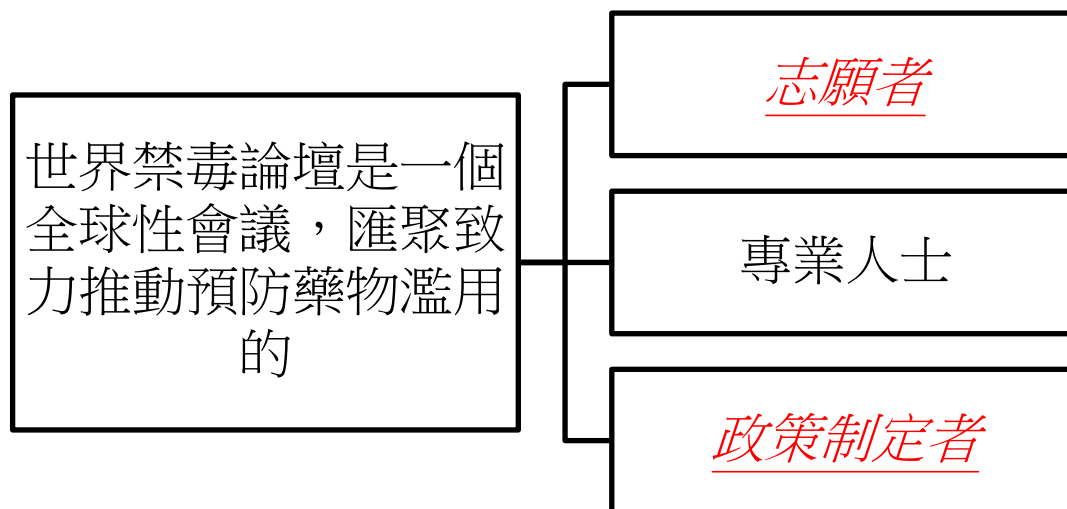 世界禁毒論壇是一個
全球性會議，匯聚致
力推動預防藥物濫用
的
志願者
專業人士
政策制定者